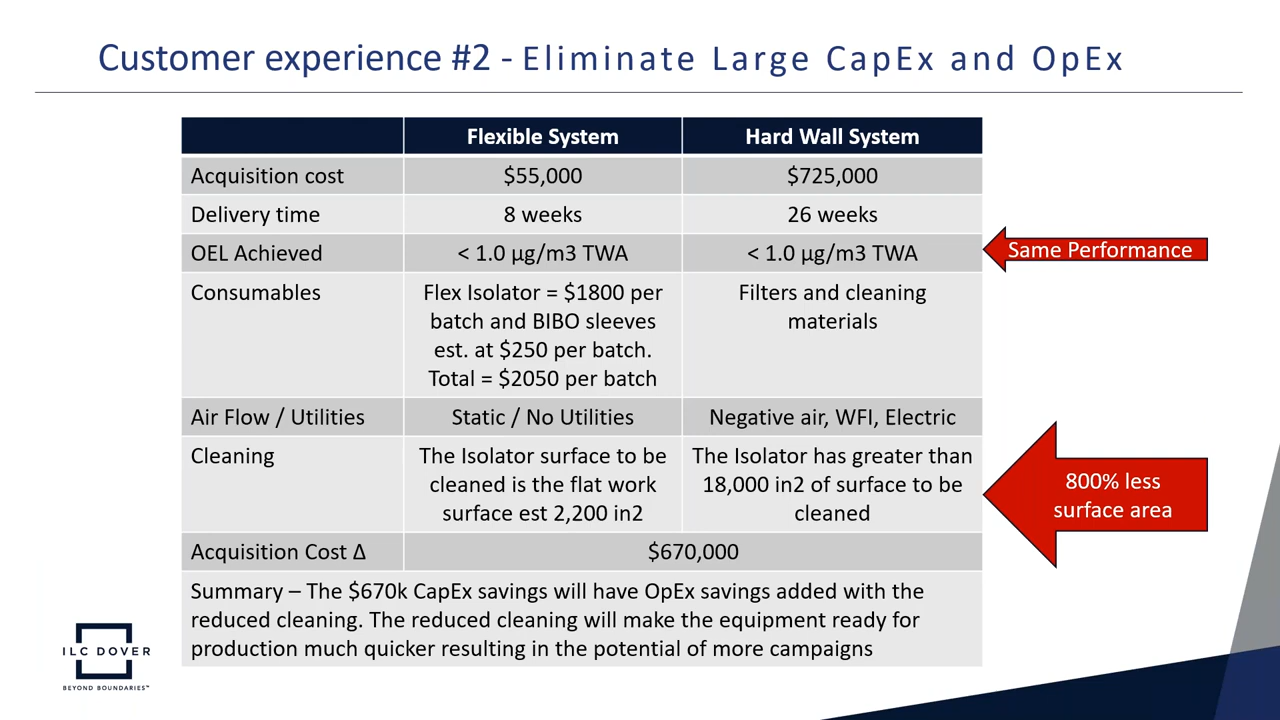 Customer experience #2 - Eliminate Large CapEx and OpEx
Flexible System
Hard Wall System
Acquisition cost
$55,000
$725,000
Delivery time
8 weeks
26 weeks
OEL Achieved
< 1.0 µg/m3 TWA
< 1.0 µg/m3 TWA
Same Performance
Consumables
Flex Isolator = $1800 per
batch and BIBO sleeves
est. at $250 per batch.
Total = $2050 per batch
Filters and cleaning
materials
Air Flow / Utilities
Static / No Utilities
Negative air, WFI, Electric
Cleaning
The Isolator surface to be
cleaned is the flat work
surface est 2,200 in2
The Isolator has greater than
18,000 in2 of surface to be
cleaned
800% less
surface area
Acquisition Cost Δ
$670,000
Summary – The $670k CapEx savings will have OpEx savings added with the
reduced cleaning. The reduced cleaning will make the equipment ready for
production much quicker resulting in the potential of more campaigns
ILC DOVER
BEYOND BOUNDARIES™